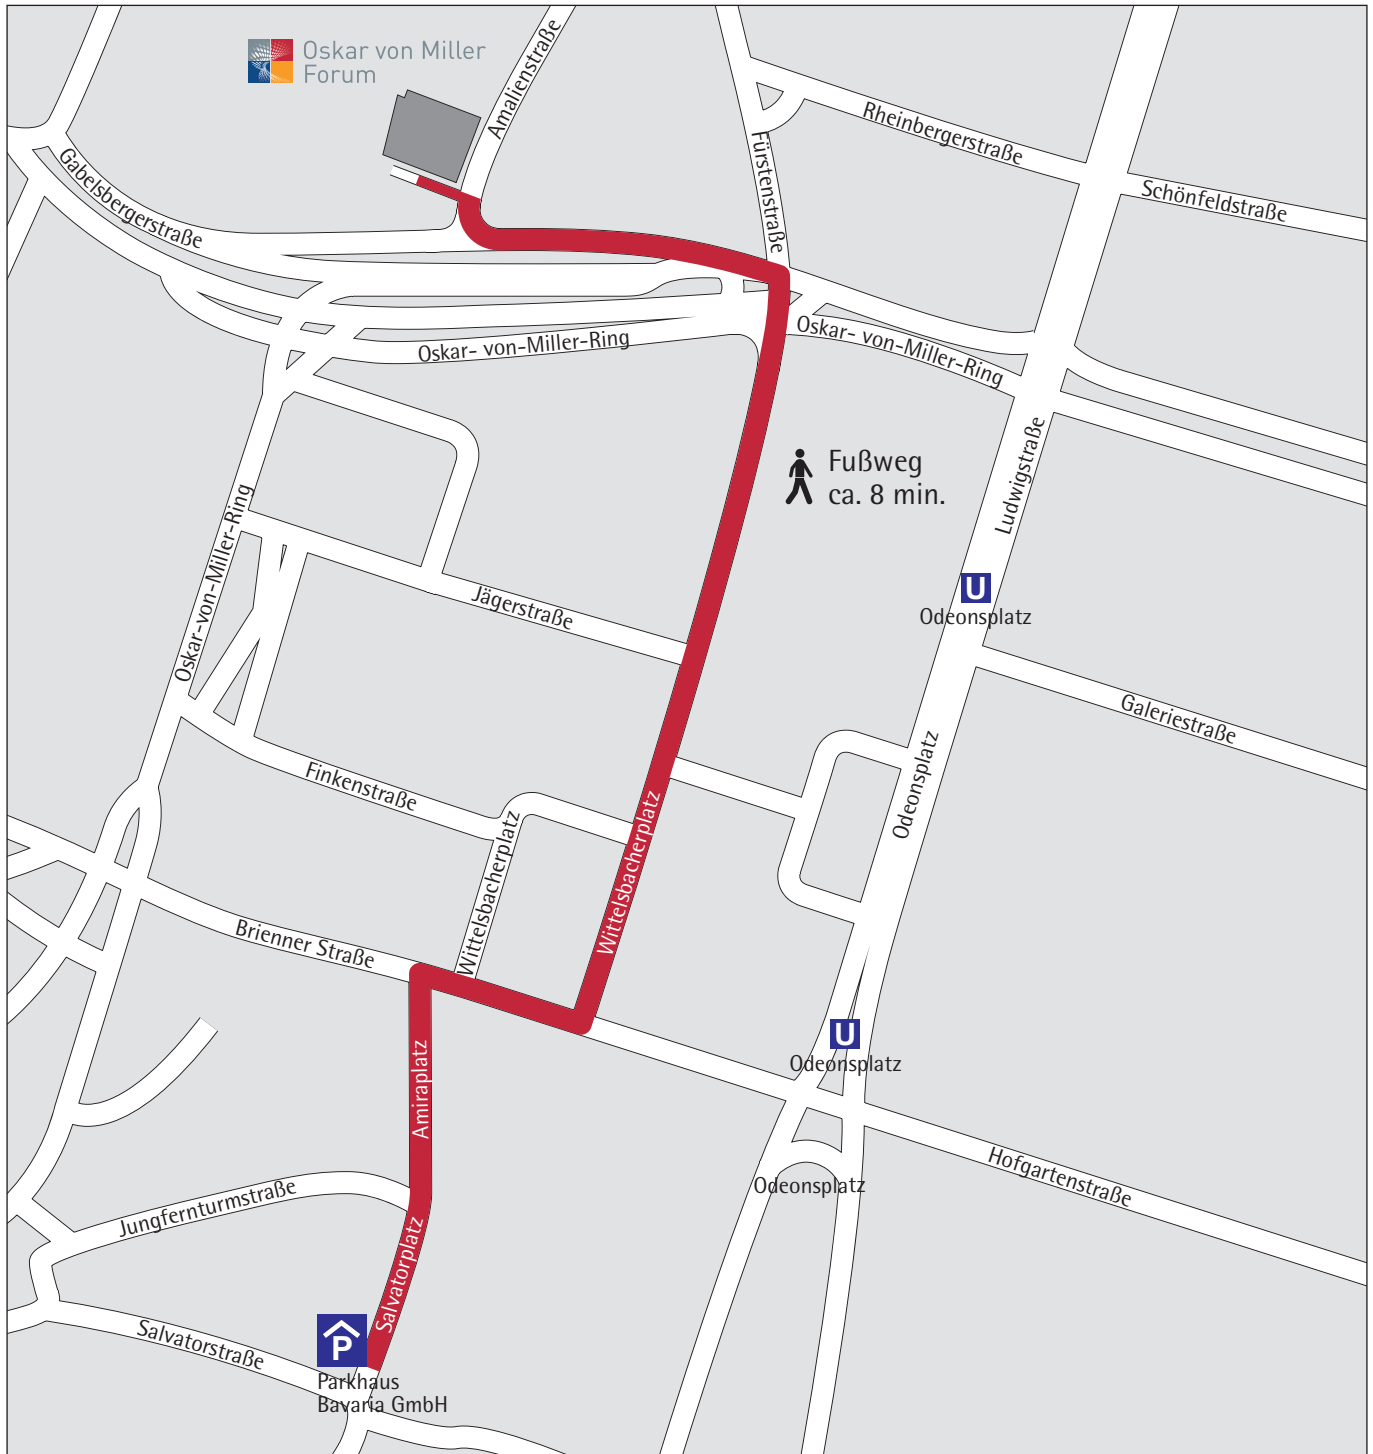 Oskar von Miller
Forum
Amalienstraße
Rheinbergerstraße
Fürstenstraße
Schönfeldstraße
Gabelsbergerstraße
Oskar- von-Miller-Ring
Oskar- von-Miller-Ring
Fußweg
ca. 8 min.
Ludwigstraße
Oskar-von-Miller-Ring
U
Odeonsplatz
Jägerstraße
Galeriestraße
Odeonsplatz
Finkenstraße
Wittelsbacherplatz
Wittelsbacherplatz
Brienner Straße
U
Odeonsplatz
Amiraplatz
Odeonsplatz
Hofgartenstraße
Jungfernturmstraße
Salvatorplatz
Salvatorstraße
P
Parkhaus
Bavaria GmbH